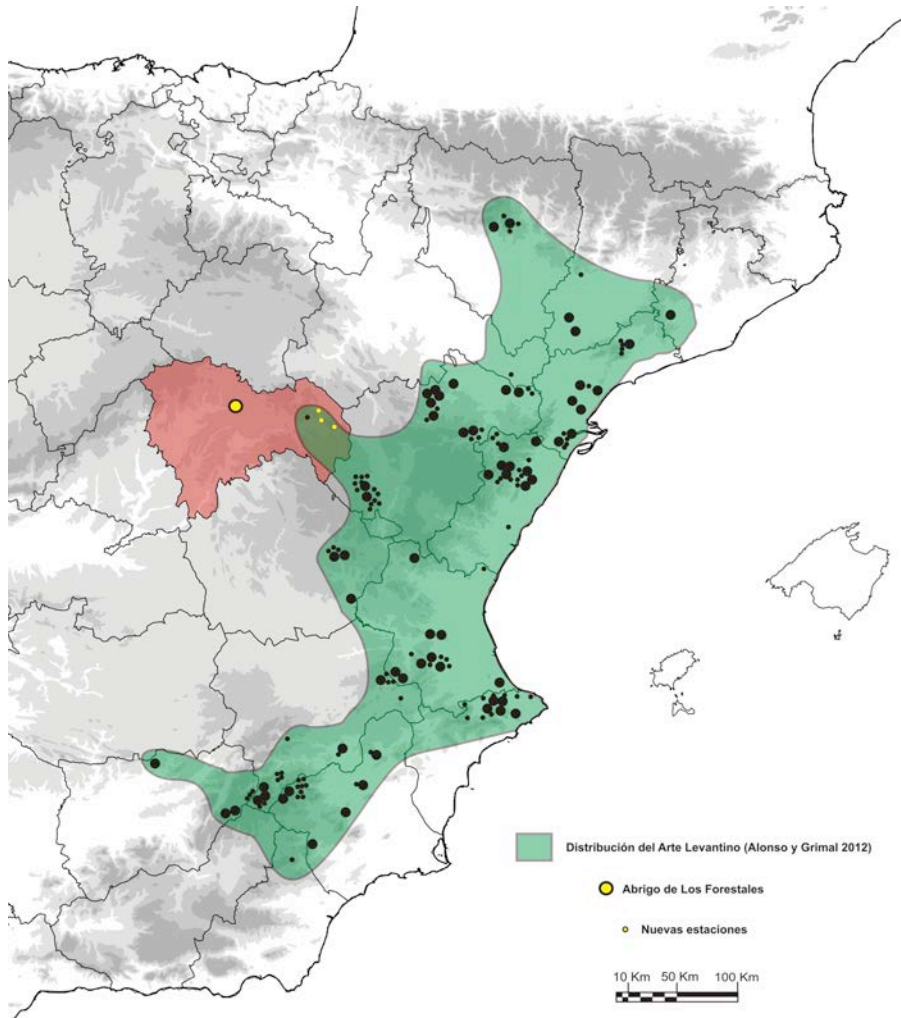 Distribución del Arte Levantino (Alonso y Grimal 2012)
Abrigo de Los Forestales
Nuevas estaciones
10 Km 50 Km 100 Km